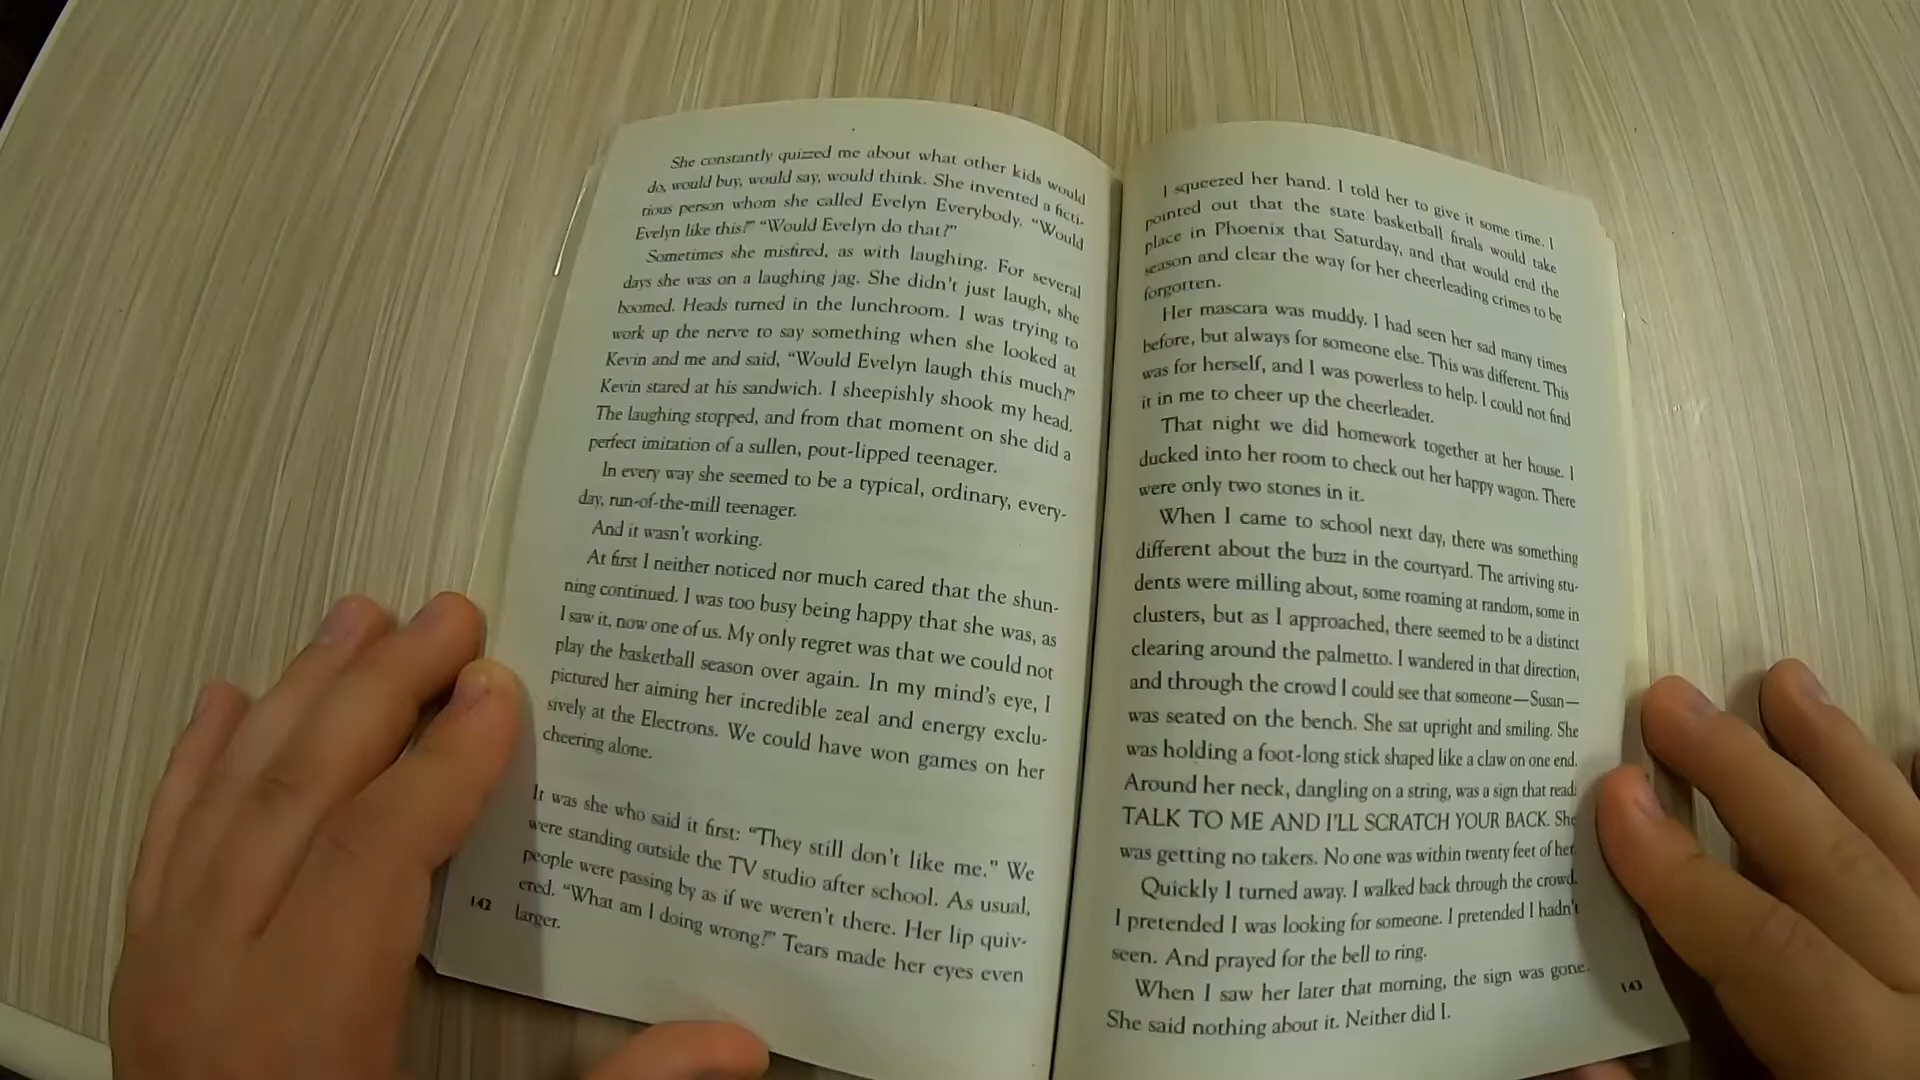 She constantly quizzed me about what other kids would
do, would buy, would say, would think. She invented a ficti-
tious person whom she called Evelyn Everybody. "Would
Evelyn like this?" "Would Evelyn do that?"
Sometimes she misfired, as with laughing. For several
days she was on a laughing jag. She didn't just laugh, she
boomed. Heads turned in the lunchroom. I was trying to
work up the nerve to say something when she looked at
Kevin and me and said, "Would Evelyn laugh this much?"
Kevin stared at his sandwich. I sheepishly shook my head.
The laughing stopped, and from that moment on she did a
perfect imitation of a sullen, pout-lipped teenager.
In every way she seemed to be a typical, ordinary, every-
day, run-of-the-mill teenager.
And it wasn't working.
At first I neither noticed nor much cared that the shun-
ning continued. I was too busy being happy that she was, as
I saw it, now one of us. My only regret was that we could not
play the basketball season over again. In my mind's eye, I
pictured her aiming her incredible zeal and energy exclu-
sively at the Electrons. We could have won games on her
cheering alone.
It was she who said it first: "They still don't like me." We
were standing outside the TV studio after school. As usual,
people were passing by as if we weren't there. Her lip quiv-
ered. "What am I doing wrong?" Tears made her eyes even
larger.
142
I squeezed her hand. I told her to give it some time. I
pointed out that the state basketball finals would take
place in Phoenix that Saturday, and that would end the
season and clear the way for her cheerleading crimes to be
forgotten.
Her mascara was muddy. I had seen her sad many times
before, but always for someone else. This was different. This
was for herself, and I was powerless to help. I could not find
it in me to cheer up the cheerleader.
That night we did homework together at her house. I
ducked into her room to check out her happy wagon. There
were only two stones in it.
When I came to school next day, there was something
different about the buzz in the courtyard. The arriving stu-
dents were milling about, some roaming at random, some in
clusters, but as I approached, there seemed to be a distinct
clearing around the palmetto. I wandered in that direction,
and through the crowd I could see that someone—Susan—
was seated on the bench. She sat upright and smiling. She
was holding a foot-long stick shaped like a claw on one end.
Around her neck, dangling on a string, was a sign that read:
TALK TO ME AND I'LL SCRATCH YOUR BACK. She
was getting no takers. No one was within twenty feet of her.
Quickly I turned away. I walked back through the crowd.
I pretended I was looking for someone. I pretended I hadn't
seen. And prayed for the bell to ring.
When I saw her later that morning, the sign was gone.
She said nothing about it. Neither did I.
143